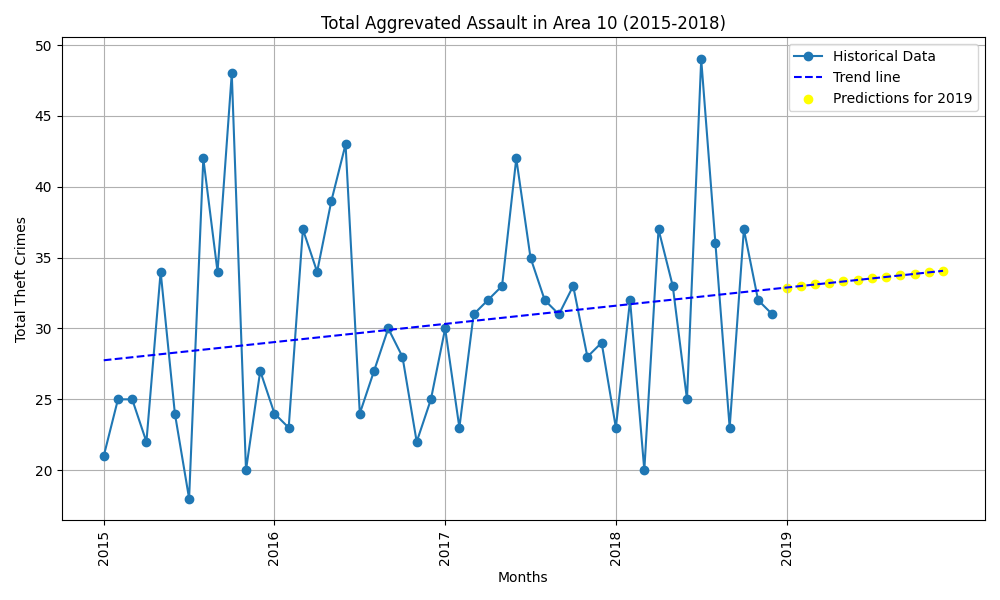 Total Aggrevated Assault in Area 10 (2015-2018)
Historical Data
Trend line
Predictions for 2019
Total Theft Crimes
50
45
40
35
30
25
20
2015
2016
2017
2018
2019
Months